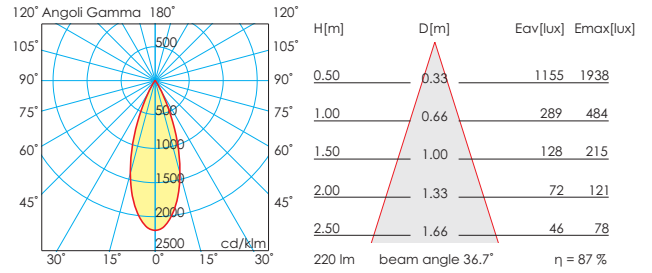 120° Angoli Gamma 180° 120°
105° 500 105°
90° 90°
75° 500 75°
60° 1000 60°
1500
45° 2000 45°
2500 cd/klm
30° 15° 0° 15° 30°
H[m] D[m] Eav[lux] Emax[lux]
0.50 0.33 1155 1938
1.00 0.66 289 484
1.50 1.00 128 215
2.00 1.33 72 121
2.50 1.66 46 78
220 lm beam angle 36.7° η = 87 %